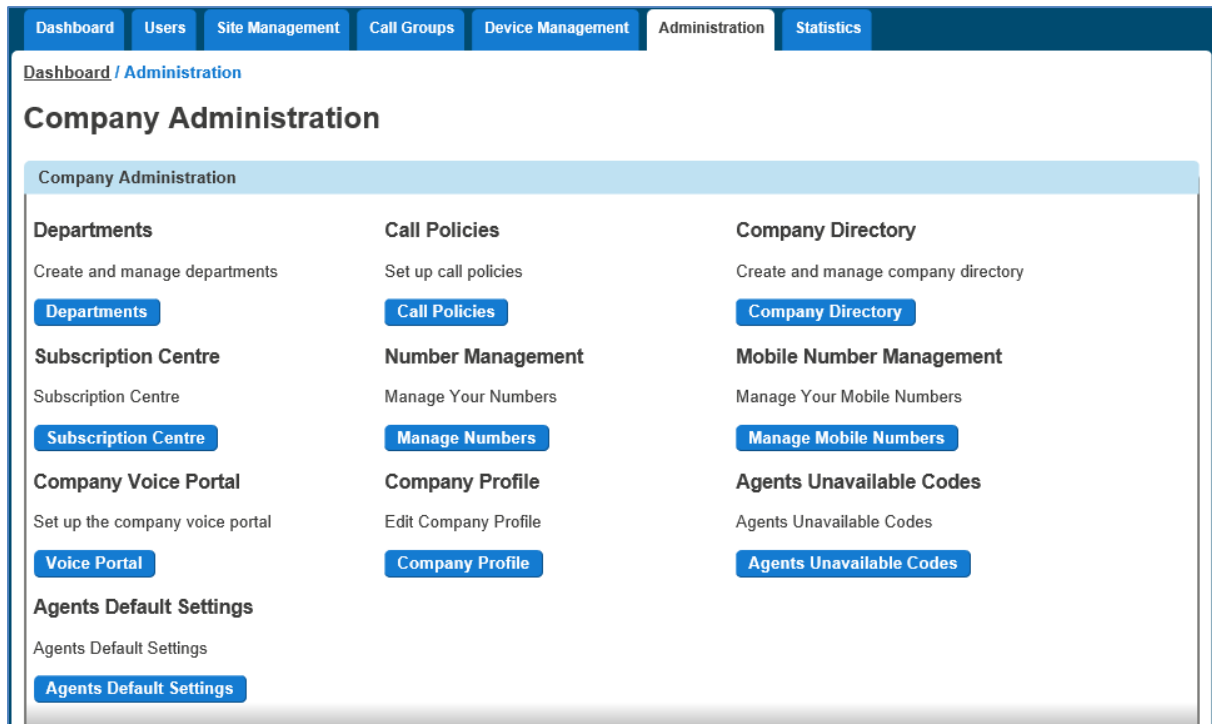 Dashboard Users Site Management Call Groups Device Management Administration Statistics
Dashboard / Administration
Company Administration
Company Administration
Departments Call Policies Company Directory
Create and manage departments Set up call policies Create and manage company directory
Departments Call Policies Company Directory
Subscription Centre Number Management Mobile Number Management
Subscription Centre Manage Your Numbers Manage Your Mobile Numbers
Subscription Centre Manage Numbers Manage Mobile Numbers
Company Voice Portal Company Profile Agents Unavailable Codes
Set up the company voice portal Edit Company Profile Agents Unavailable Codes
Voice Portal Company Profile Agents Unavailable Codes
Agents Default Settings
Agents Default Settings
Agents Default Settings